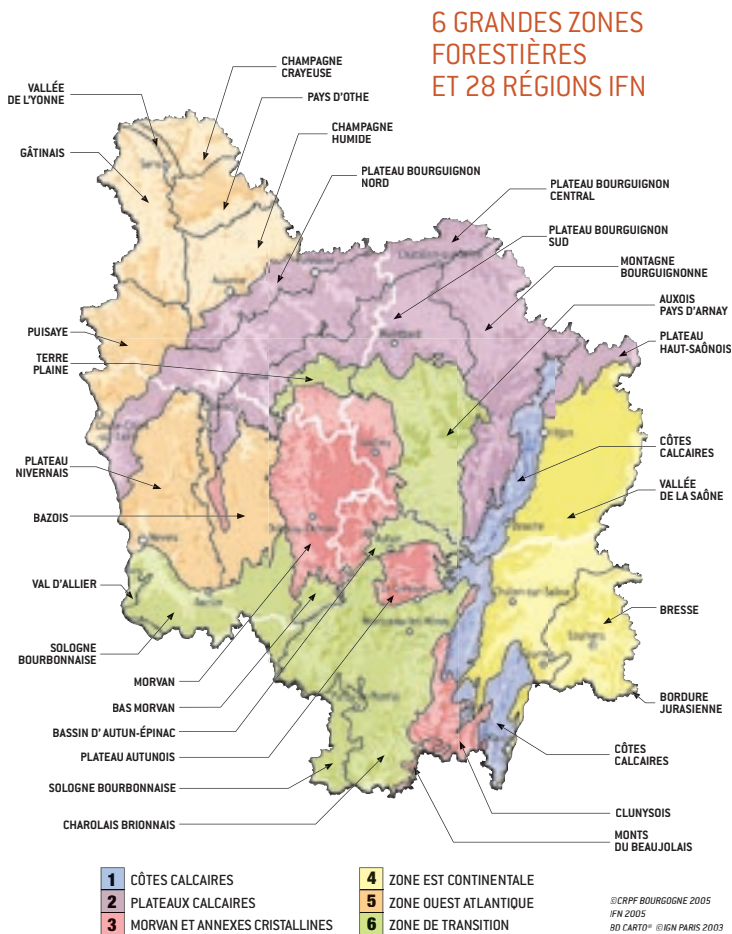 6 GRANDES ZONES
FORESTIÈRES
ET 28 RÉGIONS IFN
CHAMPAGNE
CRAYEUSE
VALLÉE
DE L'YONNE
PAYS D'OTHE
CHAMPAGNE
HUMIDE
GÂTINAIS
PLATEAU BOURGUIGNON
NORD
PLATEAU BOURGUIGNON
CENTRAL
PLATEAU BOURGUIGNON
SUD
MONTAGNE
BOURGUIGNONNE
AUXOIS
PAYS D'ARNAY
PUISAYE
PLATEAU
HAUT-SAÔNOIS
TERRE
PLAINE
CÔTES
CALCAIRES
PLATEAU
NIVERNAIS
VALLÉE
DE LA SAÔNE
BAZOIS
VAL D'ALLIER
BRESSE
SOLOGNE
BOURBONNAISE
MORVAN
BORDURE
JURASIENNE
BAS MORVAN
BASSIN D' AUTUN-ÉPINAC
CÔTES
CALCAIRES
PLATEAU AUTUNOIS
SOLOGNE BOURBONNAISE
CLUNYSOIS
CHAROLAIS BRIONNAIS
MONTS
DU BEAUJOLAIS
1 CÔTES CALCAIRES
2 PLATEAUX CALCAIRES
3 MORVAN ET ANNEXES CRISTALLINES
4 ZONE EST CONTINENTALE
5 ZONE OUEST ATLANTIQUE
6 ZONE DE TRANSITION
©CRPF BOURGOGNE 2005
IFN 2005
BD CARTO® ©IGN PARIS 2003